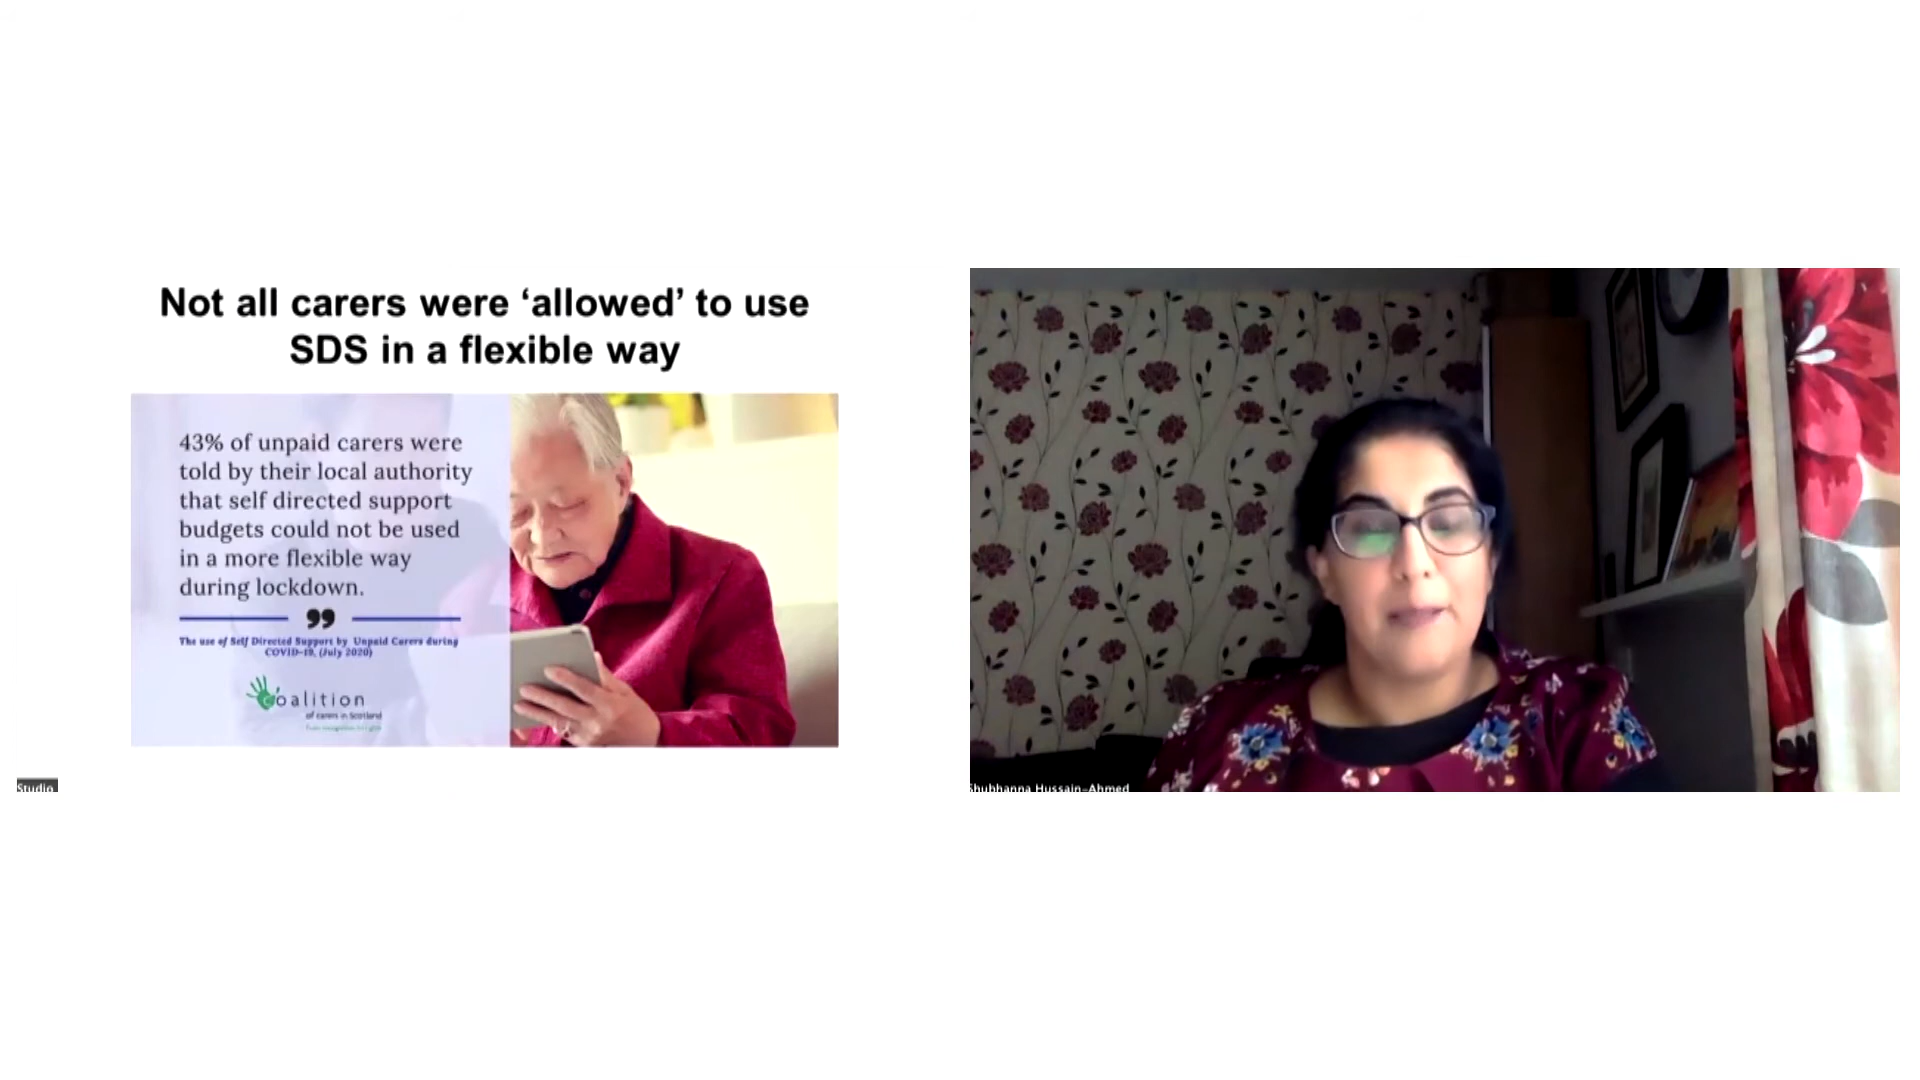 Not all carers were ‘allowed’ to use
SDS in a flexible way
43% of unpaid carers were
told by their local authority
that self directed support
budgets could not be used
in a more flexible way
during lockdown.
”
The use of Self Directed Support by Unpaid Carers during
COVID-19, (July 2020)
Coalition
of carers in Scotland
Studio
Shubhanna Hussain-Ahmed